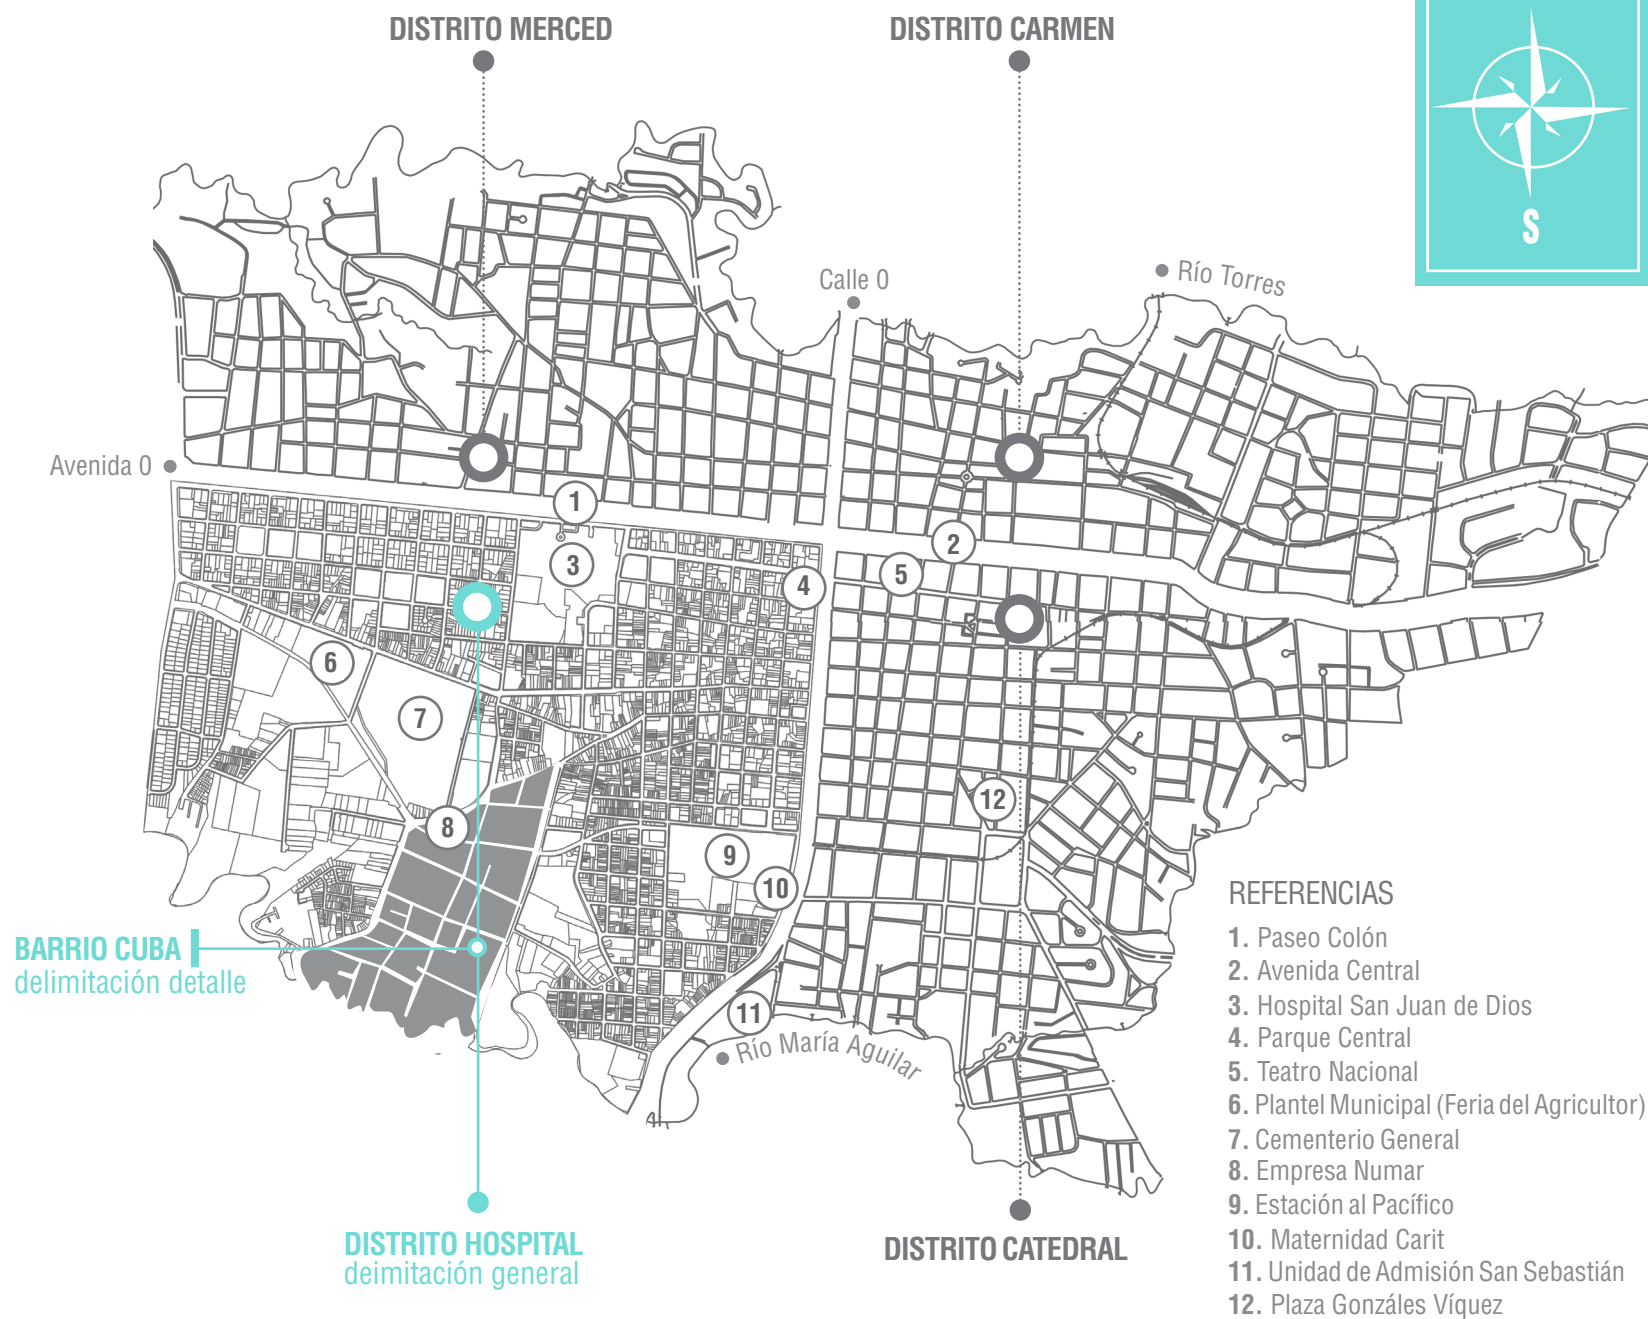 DISTRITO MERCED
DISTRITO CARMEN
S
Calle 0
Río Torres
Avenida 0
1
2
3
4
5
6
7
8
9
10
11
12
BARRIO CUBA
delimitación detalle
Río María Aguilar
DISTRITO HOSPITAL
deimitación general
DISTRITO CATEDRAL
REFERENCIAS
1. Paseo Colón
2. Avenida Central
3. Hospital San Juan de Dios
4. Parque Central
5. Teatro Nacional
6. Plantel Municipal (Feria del Agricultor)
7. Cementerio General
8. Empresa Numar
9. Estación al Pacífico
10. Maternidad Carit
11. Unidad de Admisión San Sebastián
12. Plaza Gonzáles Víquez